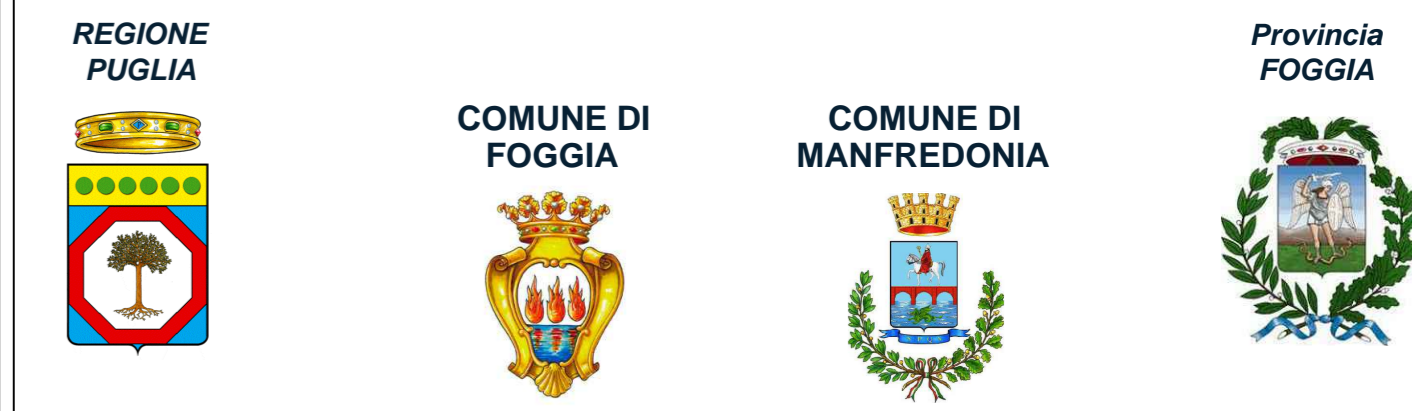 REGIONE
PUGLIA
COMUNE DI
FOGGIA
COMUNE DI
MANFREDONIA
Provincia
FOGGIA